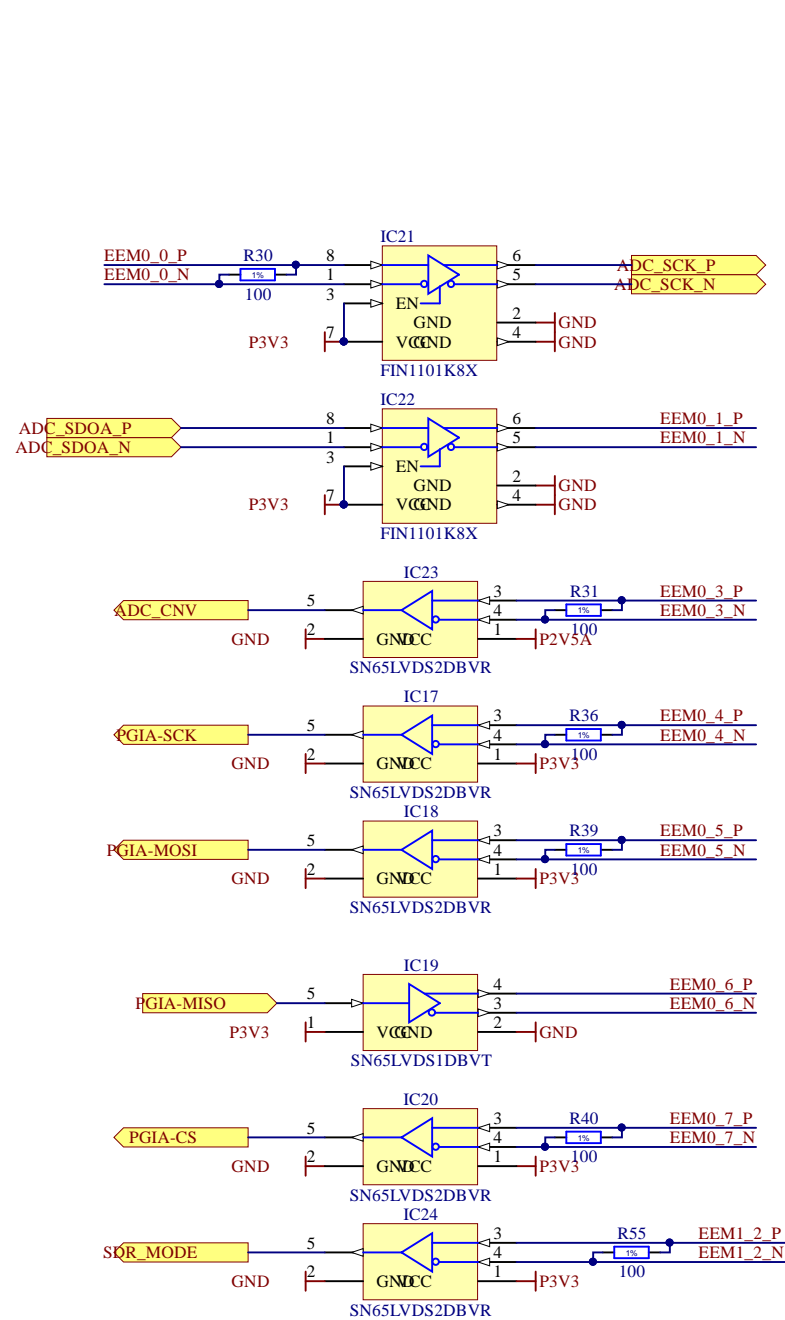 IC21
EEM0_0_P R30 8 6 ADC_SCK_P
EEM0_0_N 1% 1 5 ADC_SCK_N
100 3 EN
GND 2 GND
P3V3 7 VCC GND 4 GND
FIN1101K8X
IC22
ADC_SDOA_P 8 6 EEM0_1_P
ADC_SDOA_N 1 5 EEM0_1_N
3 EN
GND 2 GND
P3V3 7 VCC GND 4 GND
FIN1101K8X
IC23
ADC_CNV 5 3 R31 EEM0_3_P
4 1% EEM0_3_N
GND 2 GND VCC 1 P2V5A 100
SN65LVDS2DBVR
IC17
PGIA-SCK 5 3 R36 EEM0_4_P
4 1% EEM0_4_N
GND 2 GND VCC 1 P3V3 100
SN65LVDS2DBVR
IC18
PGIA-MOSI 5 3 R39 EEM0_5_P
4 1% EEM0_5_N
GND 2 GND VCC 1 P3V3 100
SN65LVDS2DBVR
IC19
PGIA-MISO 5 4 EEM0_6_P
3 EEM0_6_N
P3V3 1 VCC GND 2 GND
SN65LVDS1DBVT
IC20
PGIA-CS 5 3 R40 EEM0_7_P
4 1% EEM0_7_N
GND 2 GND VCC 1 P3V3 100
SN65LVDS2DBVR
IC24
SDR_MODE 5 3 R55 EEM1_2_P
4 1% EEM1_2_N
GND 2 GND VCC 1 P3V3 100
SN65LVDS2DBVR